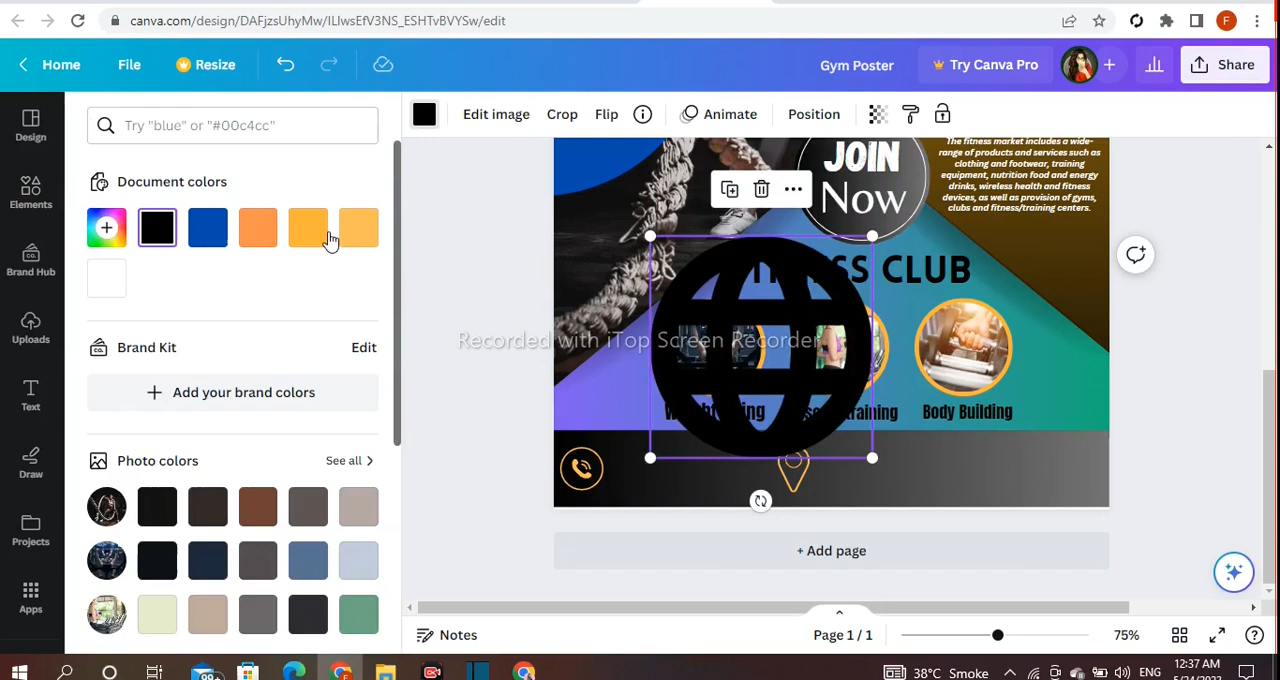 canva.com/design/DAFjzsUhyMw/ILIwsEfV3NS_ESHTvBVYSw/edit
F
Home File Resize Gym Poster Try Canva Pro Share
Design
Elements
Brand Hub
Uploads
Text
Draw
Projects
Apps
Try "blue" or "#00c4cc"
Document colors
Brand Kit Edit
Add your brand colors
Photo colors See all
Edit image Crop Flip Animate Position
JOIN
Now
The fitness market includes a wide-
range of products and services such as
clothing and footwear, training
equipment, nutrition food and energy
drinks, wireless health and fitness
devices, as well as provision of gyms,
clubs and fitness/training centers.
CLUB
Recorded with iTop Screen Recorder
Body Building
+ Add page
Notes Page 1 / 1 75%
99+ 38°C Smoke ENG 12:37 AM